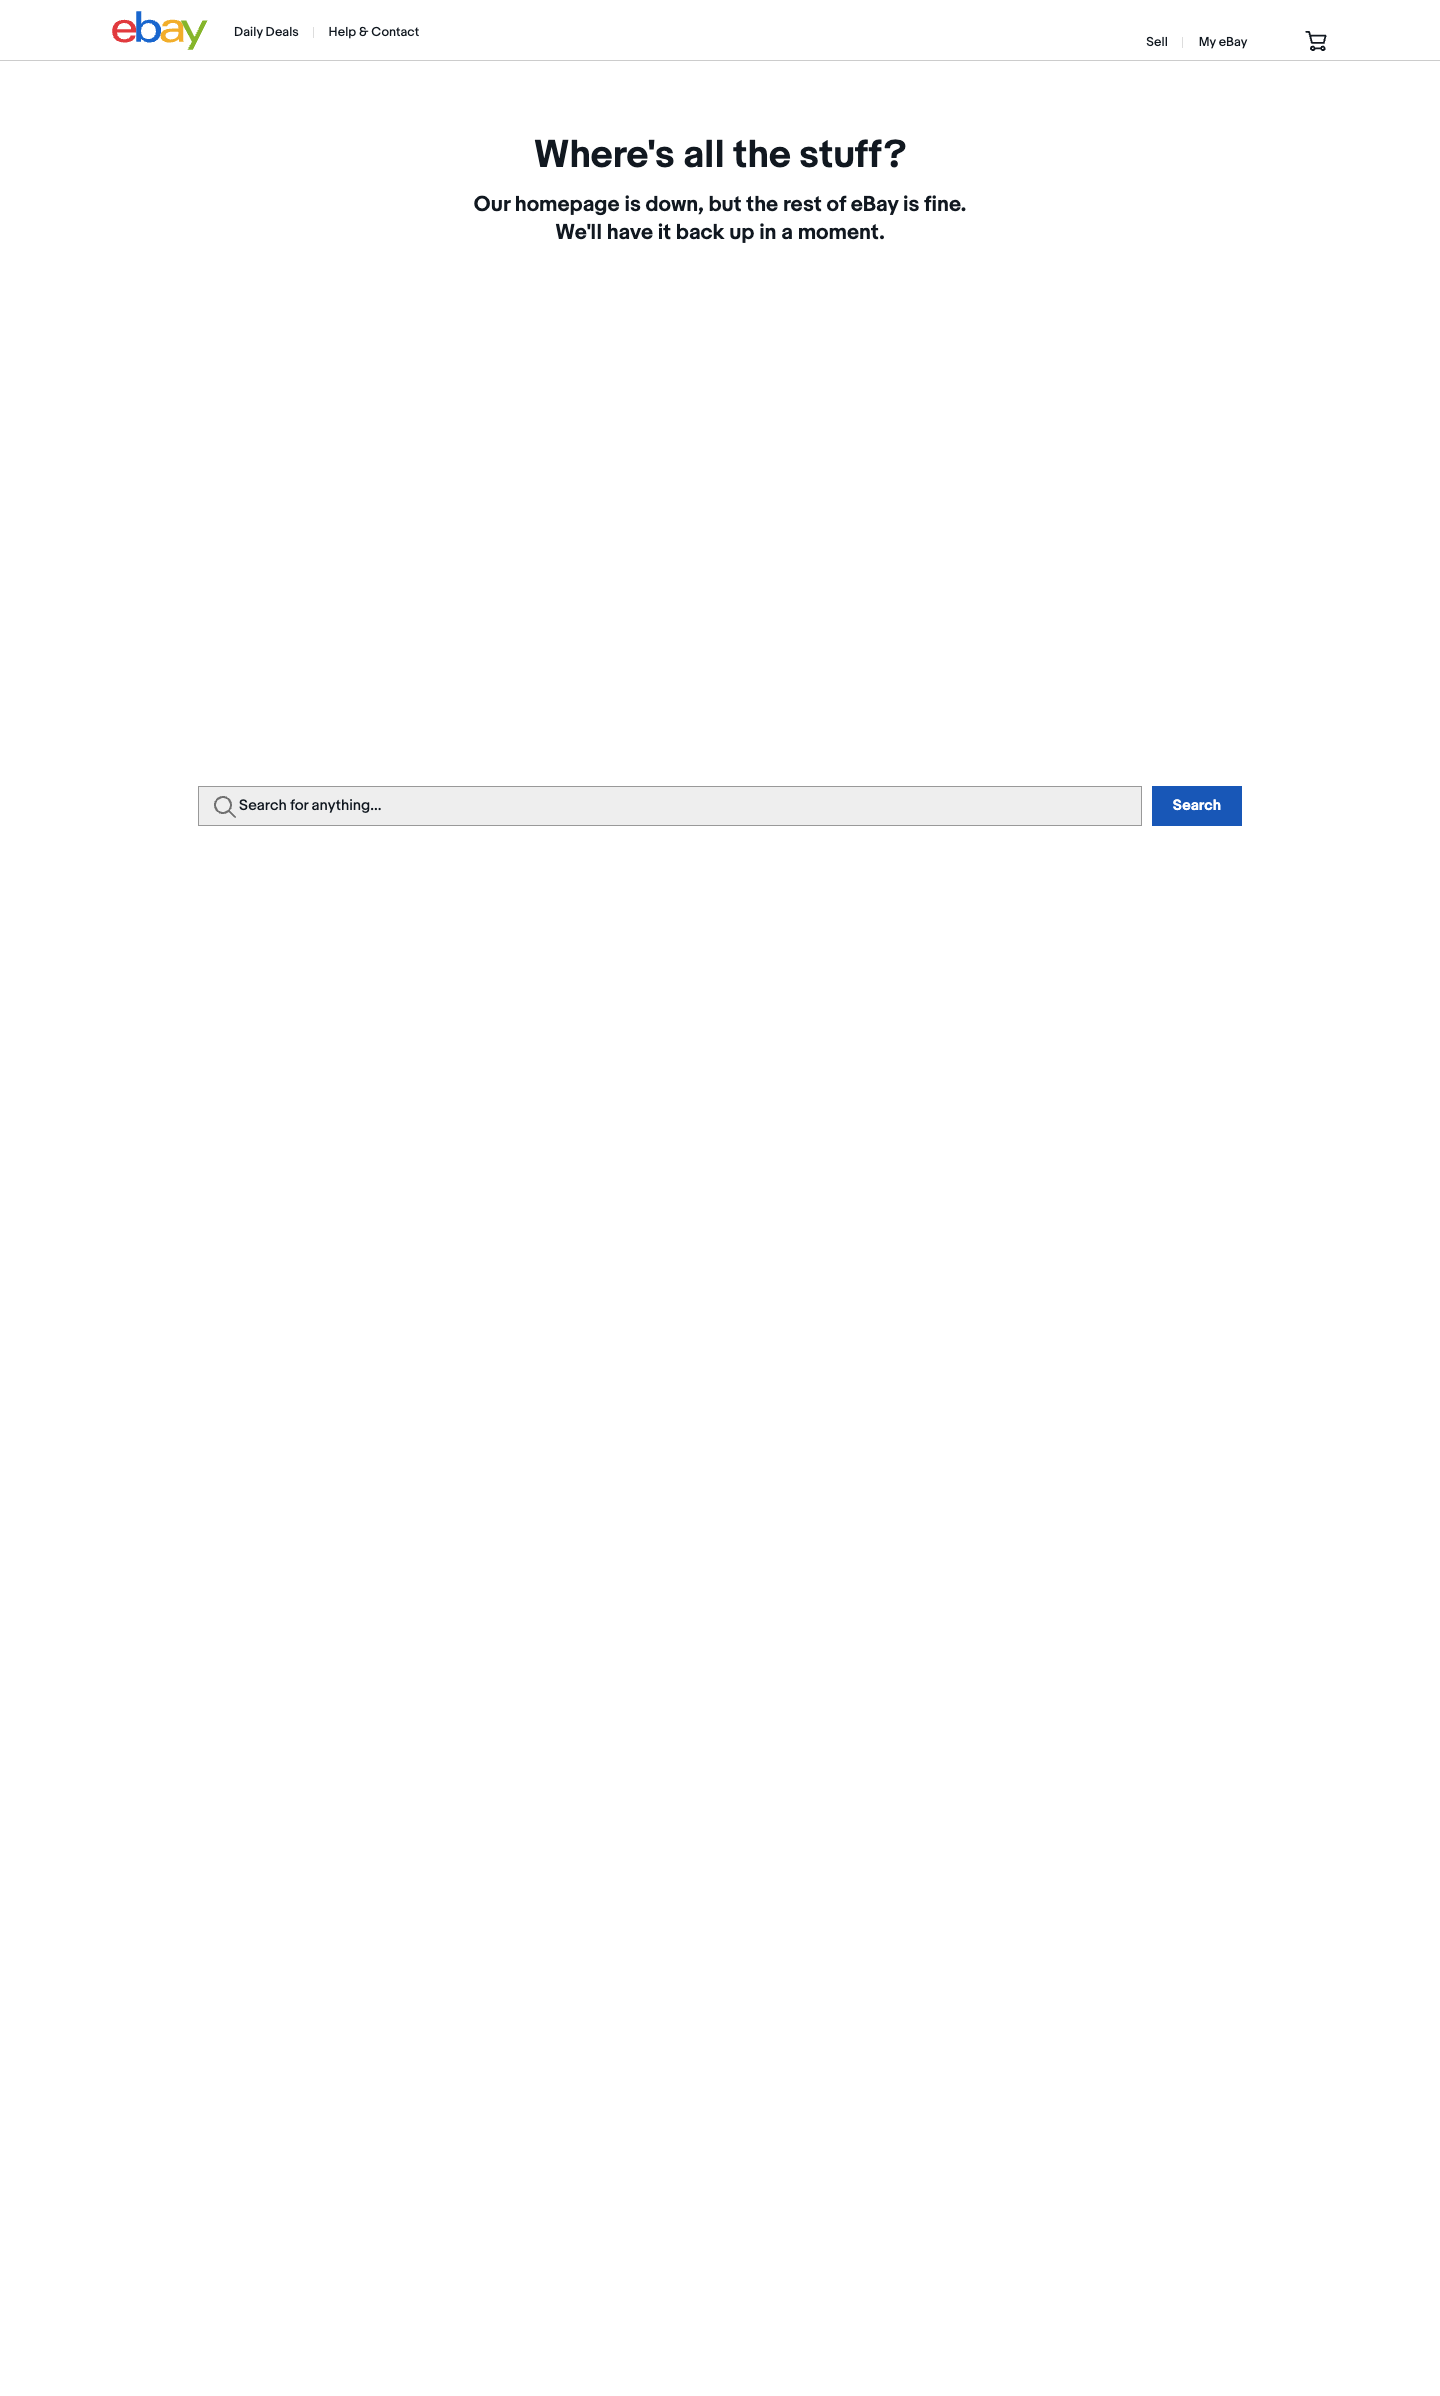 ebay
Daily Deals
Help & Contact
Sell
My eBay
Where's all the stuff?
Our homepage is down, but the rest of eBay is fine.
We'll have it back up in a moment.
Search for anything...
Search